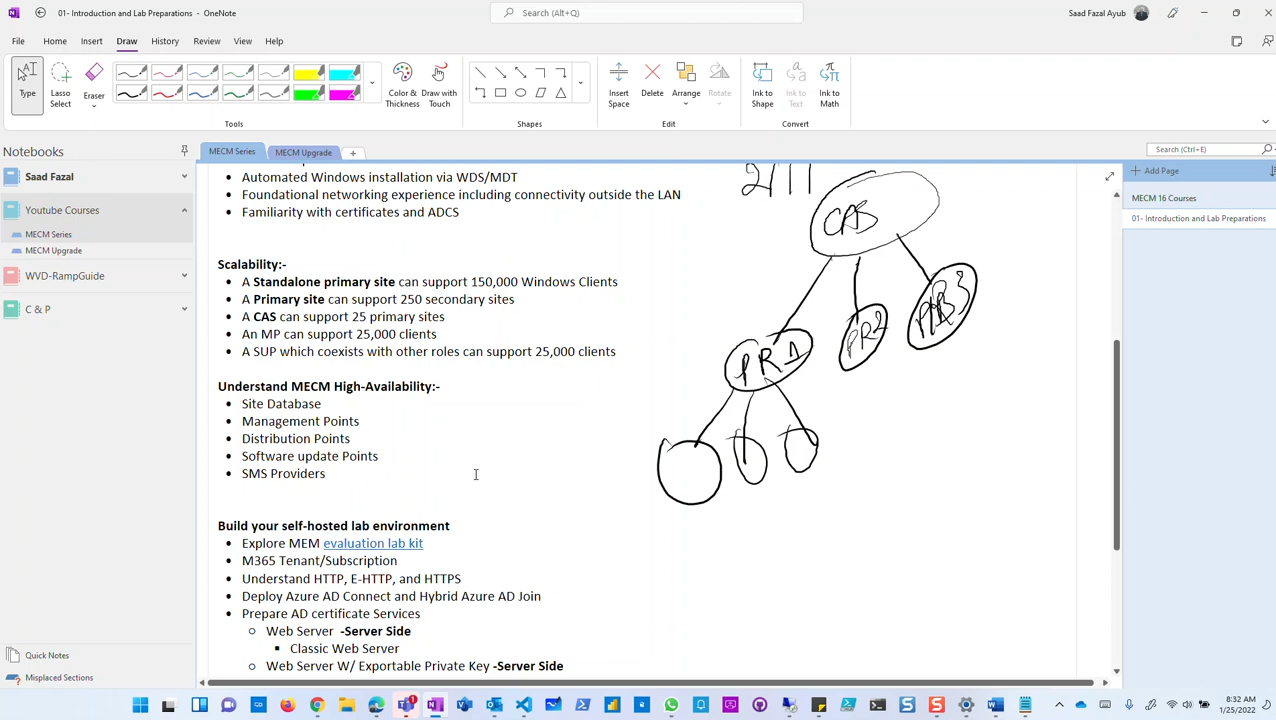 01- Introduction and Lab Preparations - OneNote
Search (Alt+Q)
Saad Fazal Ayub
File Home Insert Draw History Review View Help
Type
Lasso Select
Eraser
Color & Thickness
Draw with Touch
Insert Space
Delete
Arrange
Rotate
Ink to Shape
Ink to Text
Ink to Math
Tools
Shapes
Edit
Convert
Notebooks
MECM Series
MECM Upgrade
Search (Ctrl+E)
Saad Fazal
Youtube Courses
MECM Series
MECM Upgrade
WVD-RampGuide
C & P
Quick Notes
Misplaced Sections
Add Page
MECM 16 Courses
01- Introduction and Lab Preparations
Automated Windows installation via WDS/MDT
Foundational networking experience including connectivity outside the LAN
Familiarity with certificates and ADCS
Scalability:-
A Standalone primary site can support 150,000 Windows Clients
A Primary site can support 250 secondary sites
A CAS can support 25 primary sites
An MP can support 25,000 clients
A SUP which coexists with other roles can support 25,000 clients
Understand MECM High-Availability:-
Site Database
Management Points
Distribution Points
Software update Points
SMS Providers
Build your self-hosted lab environment
Explore MEM evaluation lab kit
M365 Tenant/Subscription
Understand HTTP, E-HTTP, and HTTPS
Deploy Azure AD Connect and Hybrid Azure AD Join
Prepare AD certificate Services
Web Server -Server Side
Classic Web Server
Web Server W/ Exportable Private Key -Server Side
CAS
PR1
PR2
8:32 AM
1/25/2022